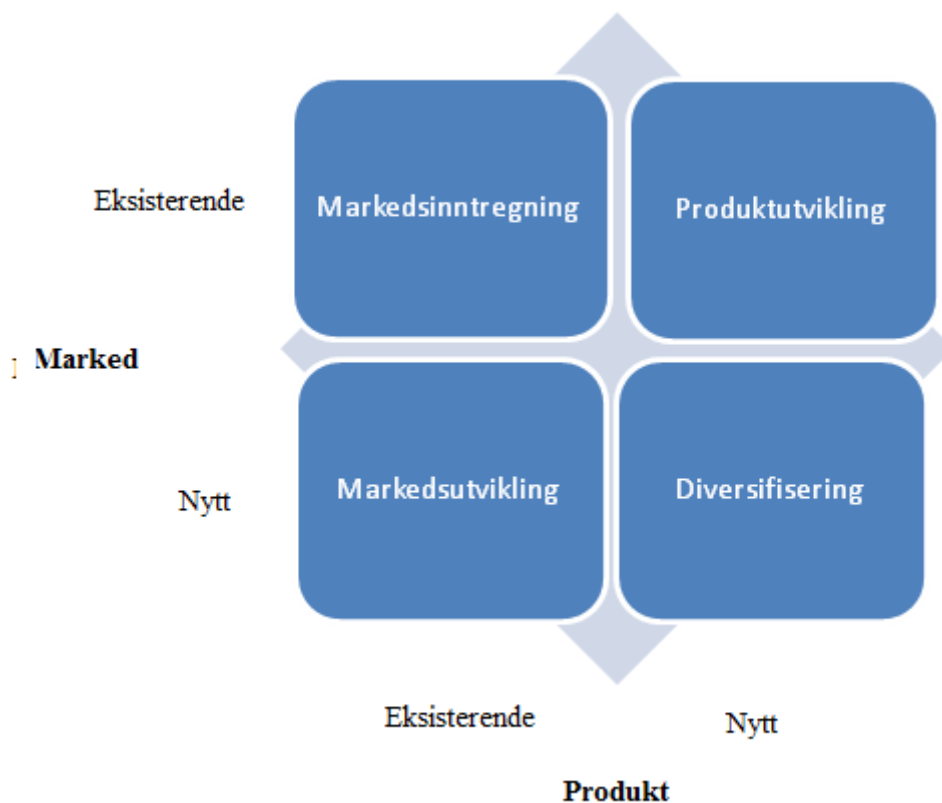 Eksisterende
Markedsinntregning
Produktutvikling
Marked
Nytt
Markedsutvikling
Diversifisering
Eksisterende
Nytt
Produkt